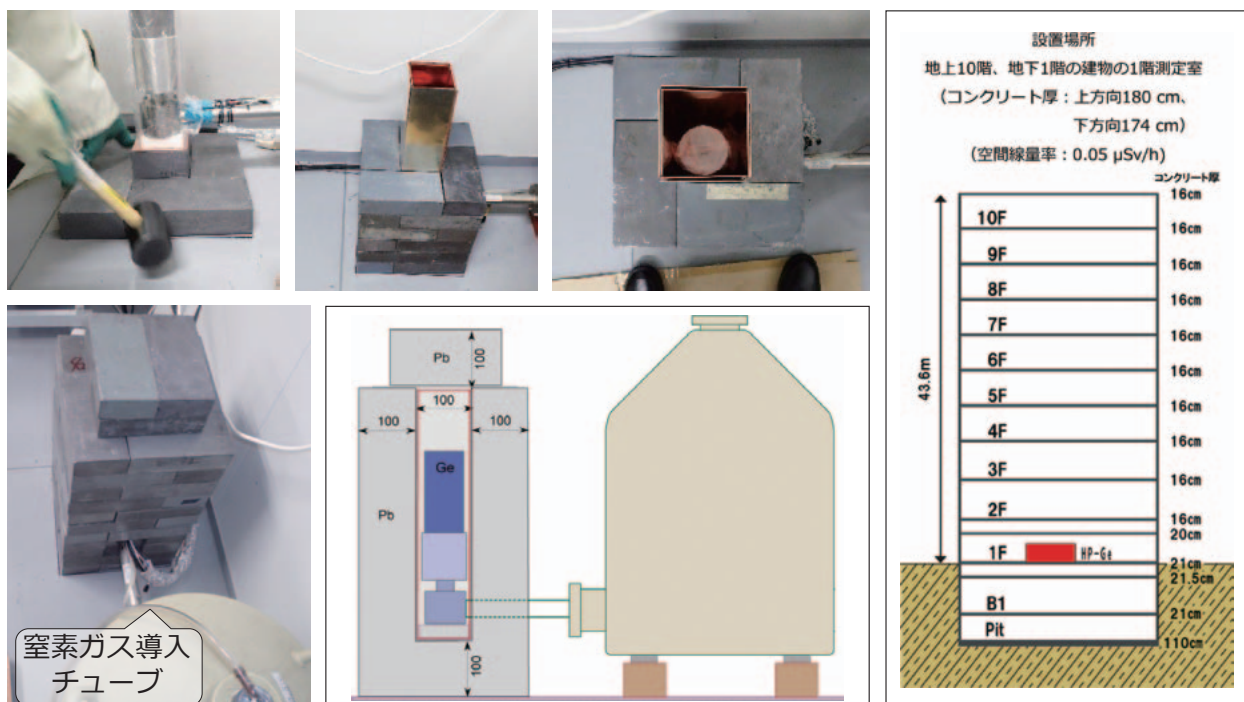 窒素ガス導入
チューブ
Pb
100
100
100
100
Ge
Pb
100
設置場所
地上10階、地下1階の建物の1階測定室
(コンクリート厚:上方向180 cm、
下方向174 cm)
(空間線量率:0.05 μSv/h)
コンクリート厚
16cm
10F
16cm
9F
16cm
8F
16cm
7F
16cm
6F
16cm
43.6m
5F
16cm
4F
16cm
3F
16cm
2F
16cm
20cm
1F
HP-Ge
21cm
21.5cm
B1
21cm
Pit
110cm